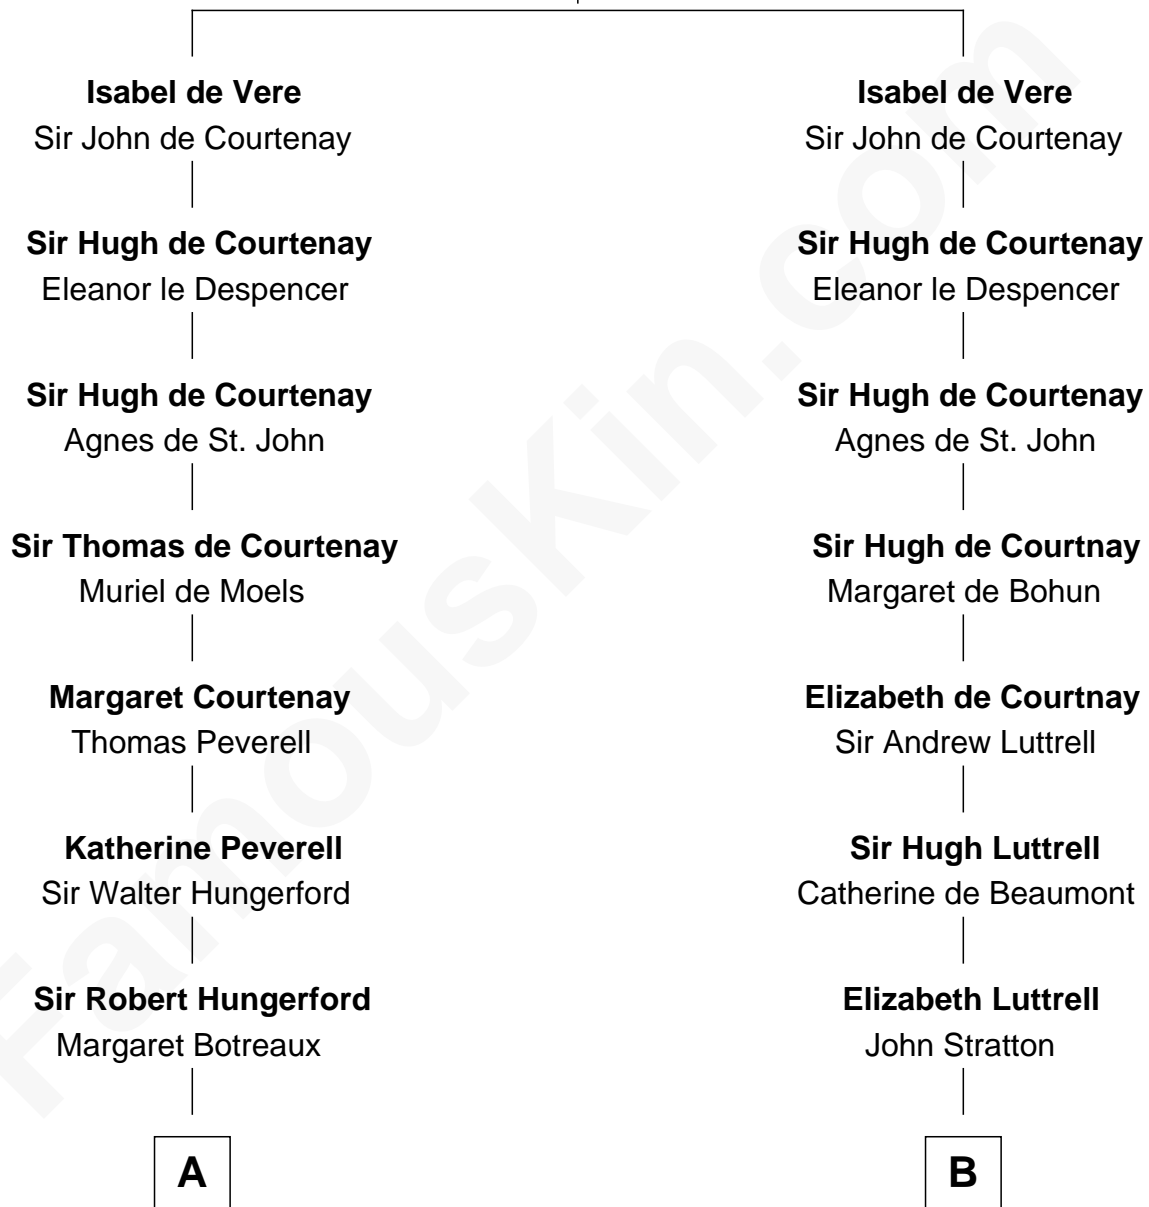 Isabel de Vere
Sir John de Courtenay
Sir Hugh de Courtenay
Eleanor le Despencer
Sir Hugh de Courtenay
Agnes de St. John
Sir Thomas de Courtenay
Muriel de Moels
Margaret Courtenay
Thomas Peverell
Katherine Peverell
Sir Walter Hungerford
Sir Robert Hungerford
Margaret Botreaux
A
Isabel de Vere
Sir John de Courtenay
Sir Hugh de Courtenay
Eleanor le Despencer
Sir Hugh de Courtenay
Agnes de St. John
Sir Hugh de Courtnay
Margaret de Bohun
Elizabeth de Courtnay
Sir Andrew Luttrell
Sir Hugh Luttrell
Catherine de Beaumont
Elizabeth Luttrell
John Stratton
B
FamousKin.com